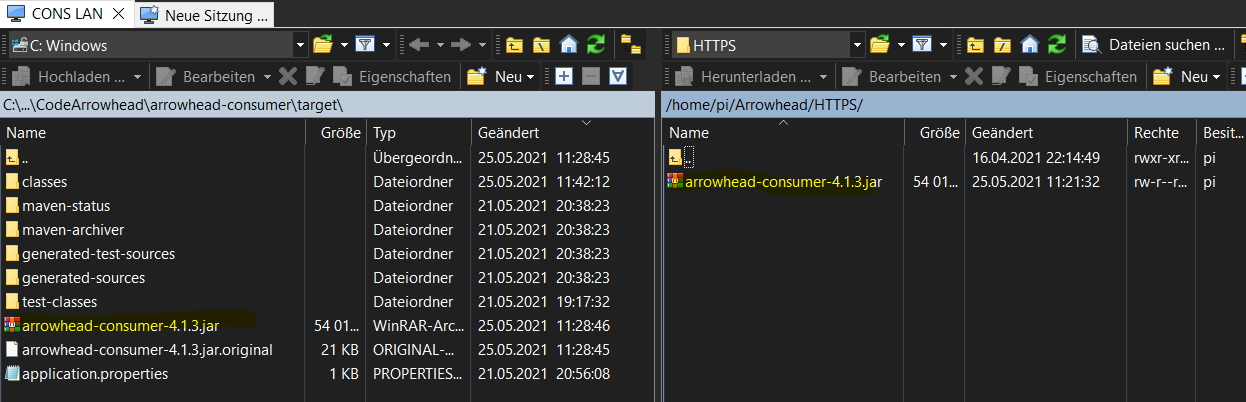 CONS LAN
Neue Sitzung ...
C: Windows
HTTPS
Dateien suchen ...
Hochladen ...
Bearbeiten
Eigenschaften
Neu
Herunterladen ...
Bearbeiten
Eigenschaften
Neu
C:\...\CodeArrowhead\arrowhead-consumer\target\
Name Größe Typ Geändert
.. Übergeordn... 25.05.2021 11:28:45
classes Dateiordner 25.05.2021 11:42:12
maven-status Dateiordner 21.05.2021 20:38:23
maven-archiver Dateiordner 21.05.2021 20:38:23
generated-test-sources Dateiordner 21.05.2021 20:38:23
generated-sources Dateiordner 21.05.2021 20:38:23
test-classes Dateiordner 21.05.2021 19:17:32
arrowhead-consumer-4.1.3.jar 54 01... WinRAR-Arc... 25.05.2021 11:28:46
arrowhead-consumer-4.1.3.jar.original 21 KB ORIGINAL-... 25.05.2021 11:28:45
application.properties 1 KB PROPERTIES... 21.05.2021 20:56:08
/home/pi/Arrowhead/HTTPS/
Name Größe Geändert Rechte Besit...
.. 16.04.2021 22:14:49 rwxr-xr... pi
arrowhead-consumer-4.1.3.jar 54 01... 25.05.2021 11:21:32 rw-r--r... pi